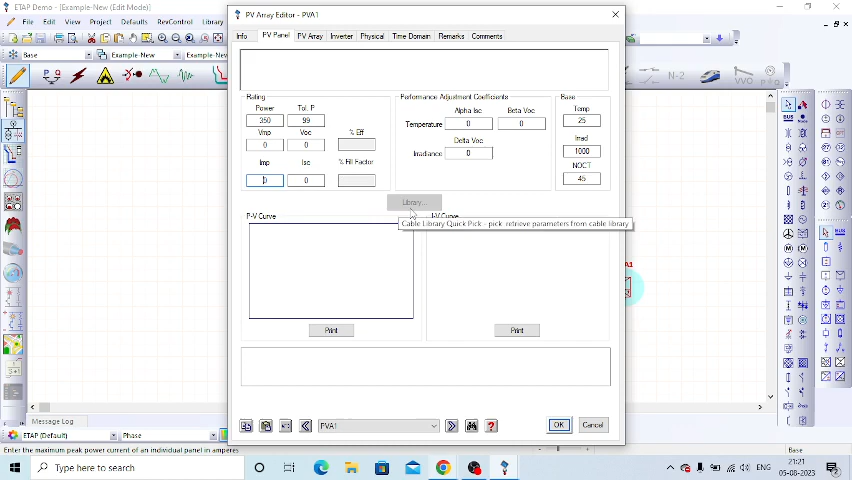 ETAP Demo - [Example-New (Edit Mode)]
PV Array Editor - PVA1
File Edit View Project Defaults RevControl Library
Info PV Panel PV Array Inverter Physical Time Domain Remarks Comments
Base Example-New Example-New
N-2 VVO
Rating Performance Adjustment Coefficients Base
Power Tol. P Alpha Isc Beta Voc Temp
350 99 Temperature 0 0 25
Vmp Voc % Eff Delta Voc Irrad
0 0 Irradiance 0 1000
Imp Isc % Fill Factor NOCT
0 0 45
Library...
P-V Curve I-V Curve
Cable Library Quick Pick - pick retrieve parameters from cable library
A1
Print Print
PVA1 OK Cancel
Message Log
ETAP (Default) Phase
Enter the maximum peak power current of an individual panel in amperes Base
Type here to search
ENG 21:21
05-08-2023